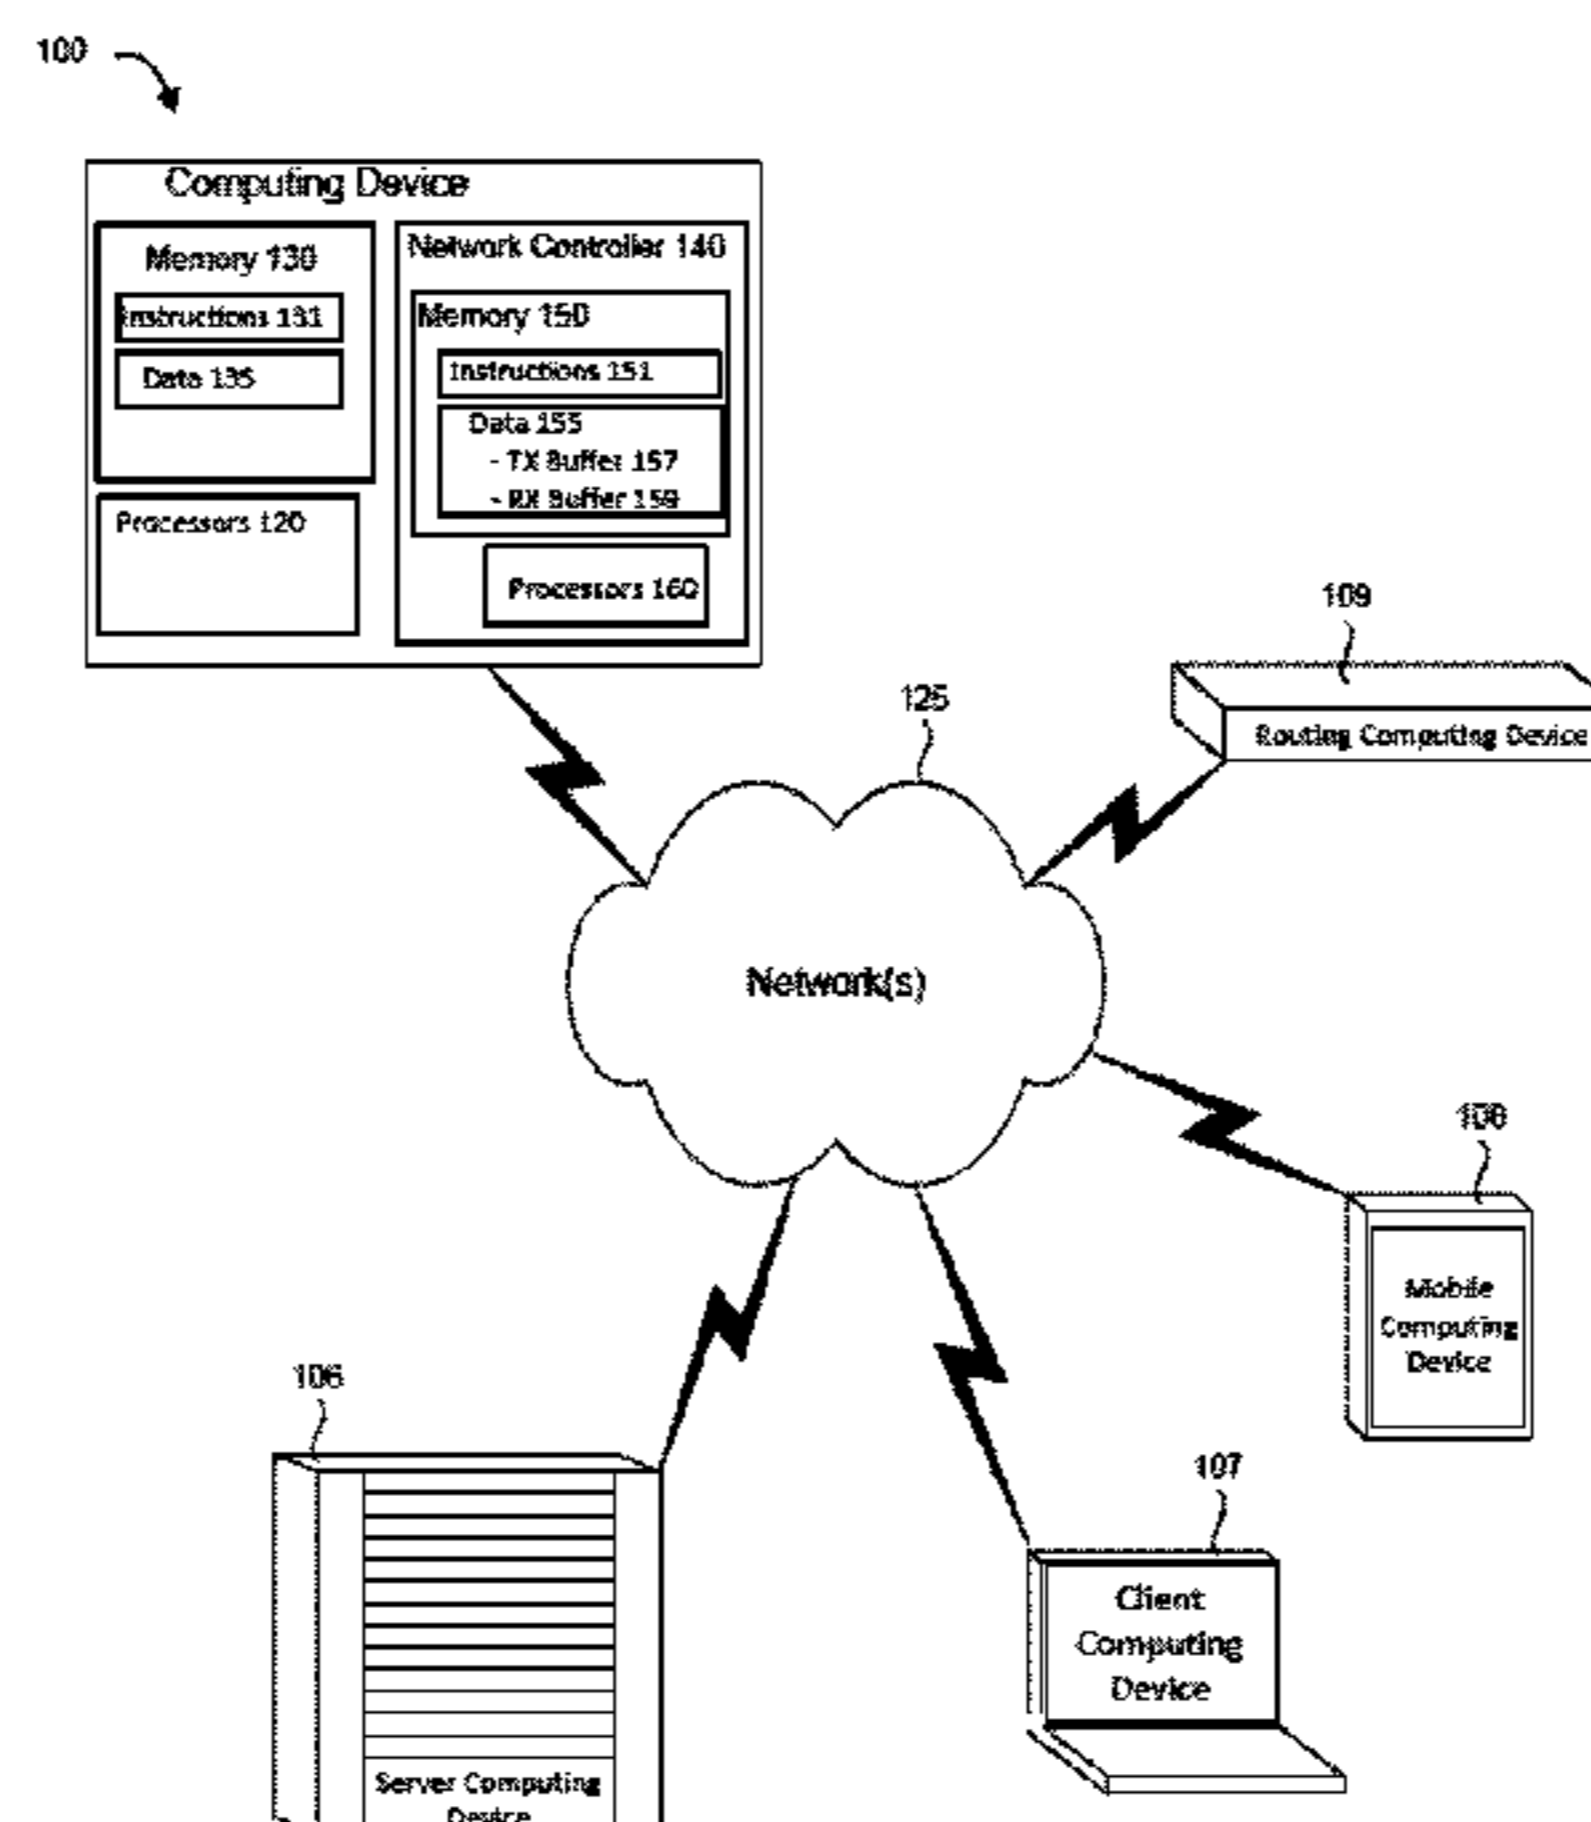 100
Computing Device
Memory 130
Instructions 131
Data 135
Processors 120
Network Controller 140
Memory 150
Instructions 151
Data 155
- TX Buffer 157
- RX Buffer 159
Processors 160
109
Routing Computing Device
125
Network(s)
108
Mobile
Computing
Device
106
Server Computing
Device
107
Client
Computing
Device